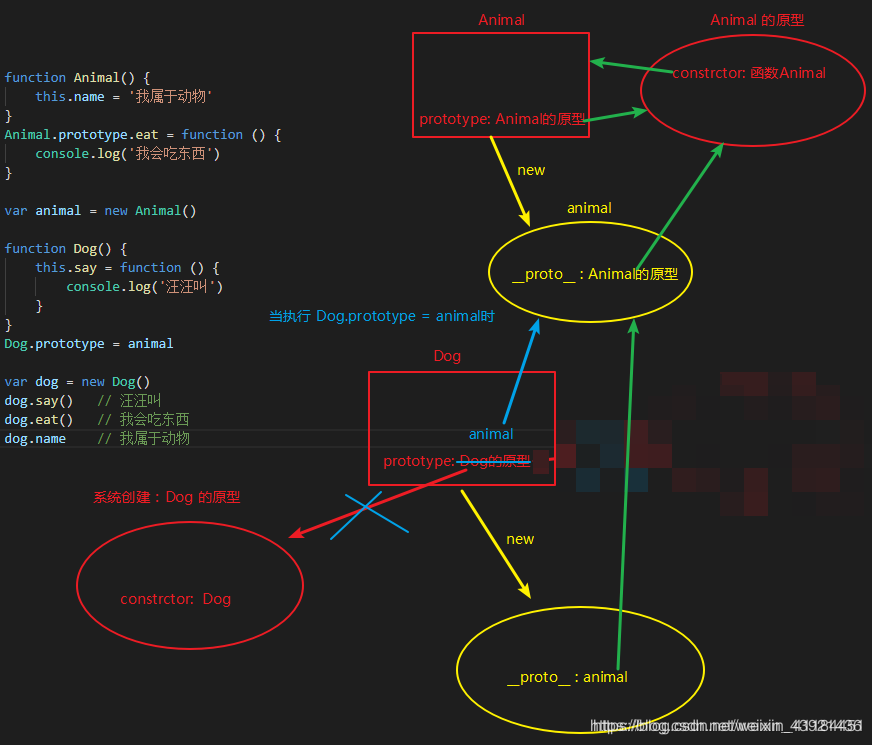 function Animal() {
this.name = '我属于动物'
}
Animal.prototype.eat = function () {
console.log('我会吃东西')
}
var animal = new Animal()
function Dog() {
this.say = function () {
console.log('汪汪叫')
}
}
Dog.prototype = animal
var dog = new Dog()
dog.say() // 汪汪叫
dog.eat() // 我会吃东西
dog.name // 我属于动物
Animal
prototype: Animal的原型
Animal 的原型
constrctor: 函数Animal
new
animal
__proto__ : Animal的原型
当执行 Dog.prototype = animal时
Dog
animal
prototype: Dog的原型
系统创建：Dog 的原型
constrctor: Dog
new
__proto__ : animal